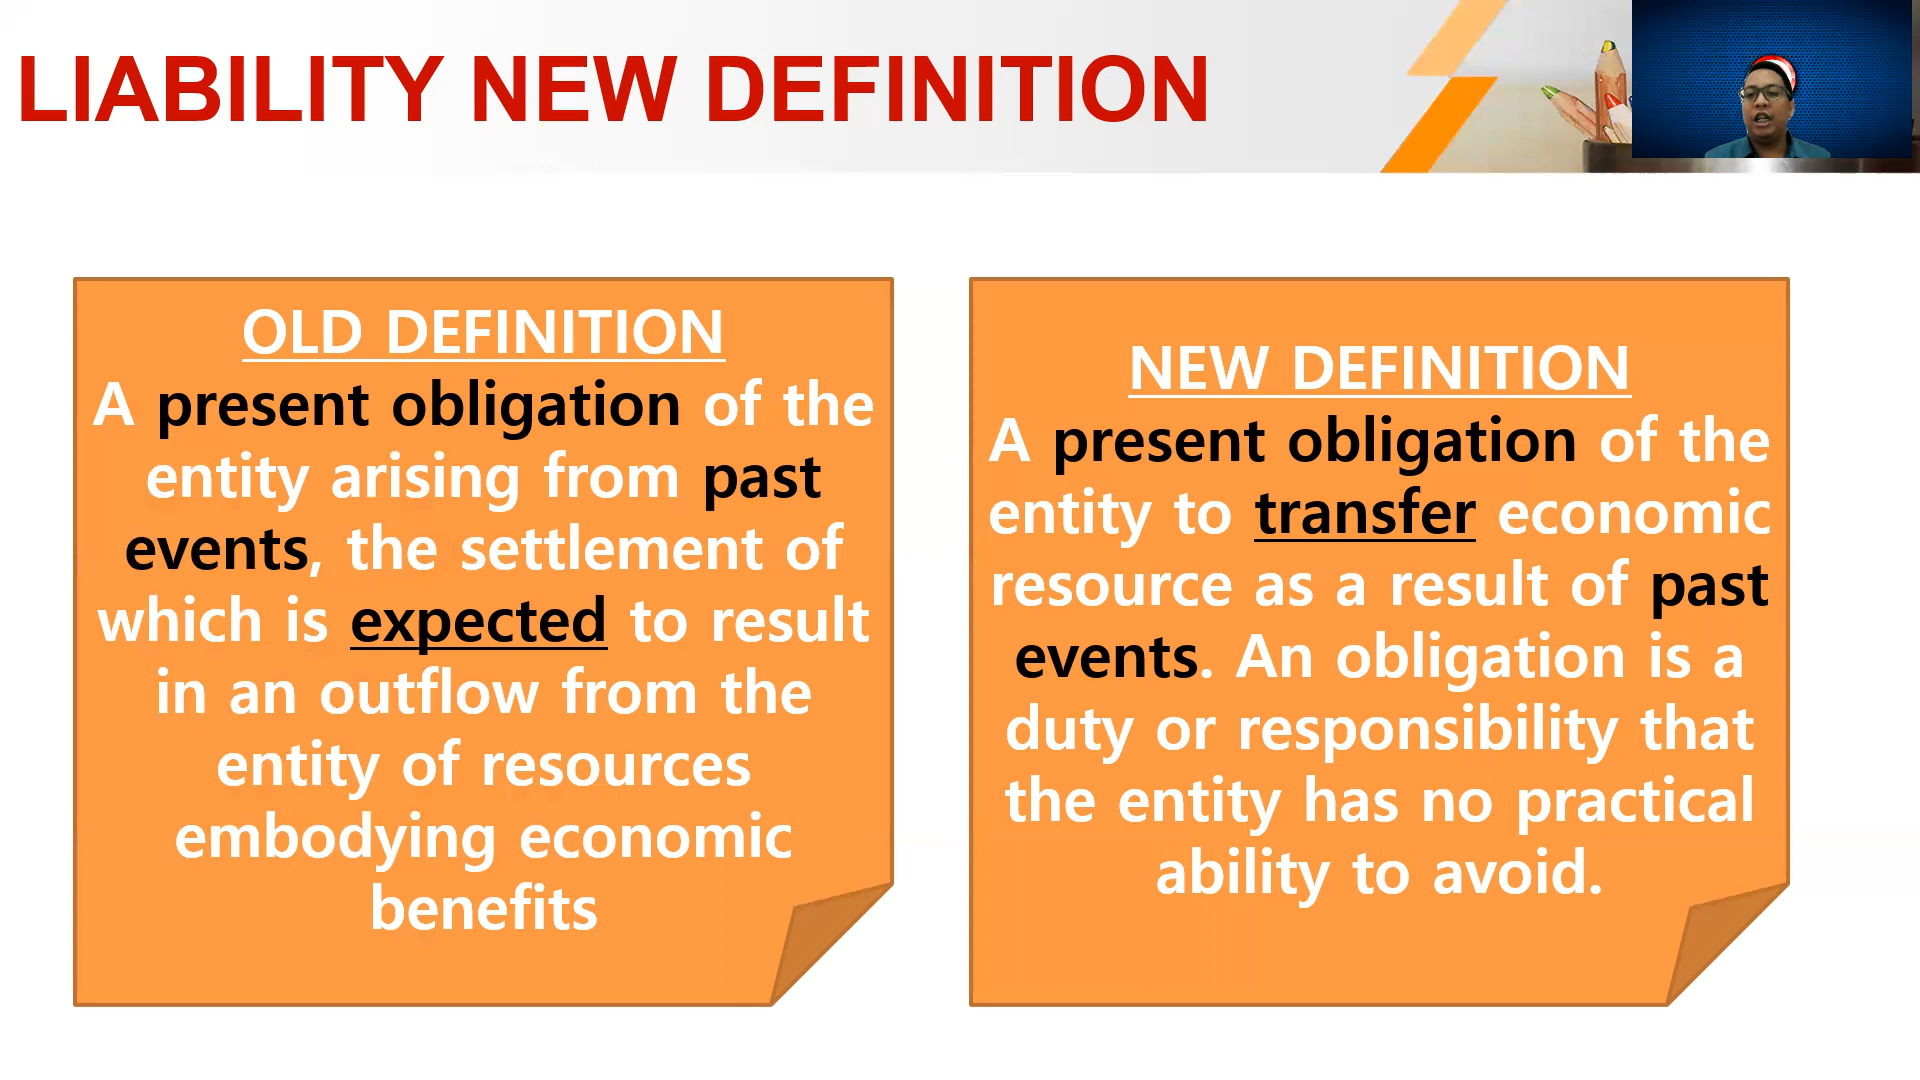 LIABILITY NEW DEFINITION
OLD DEFINITION
A present obligation of the
entity arising from past
events, the settlement of
which is expected to result
in an outflow from the
entity of resources
embodying economic
benefits
NEW DEFINITION
A present obligation of the
entity to transfer economic
resource as a result of past
events. An obligation is a
duty or responsibility that
the entity has no practical
ability to avoid.